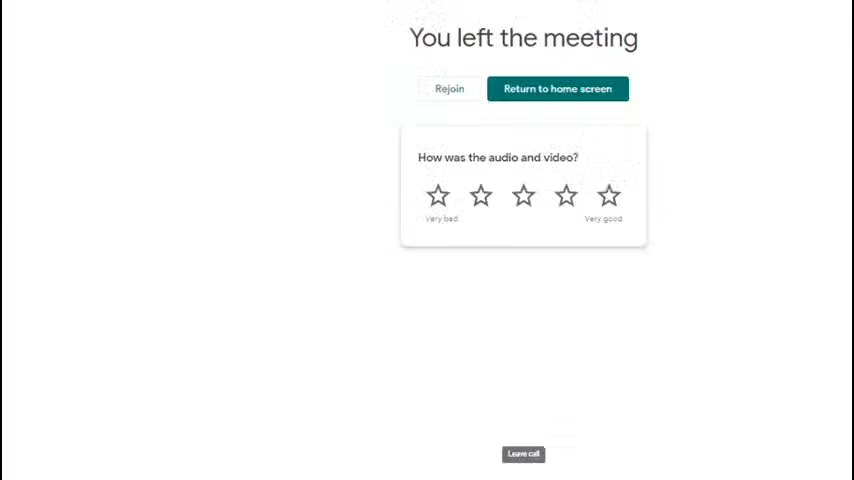 You left the meeting
Rejoin Return to home screen
How was the audio and video?
Very bad Very good
Leave call